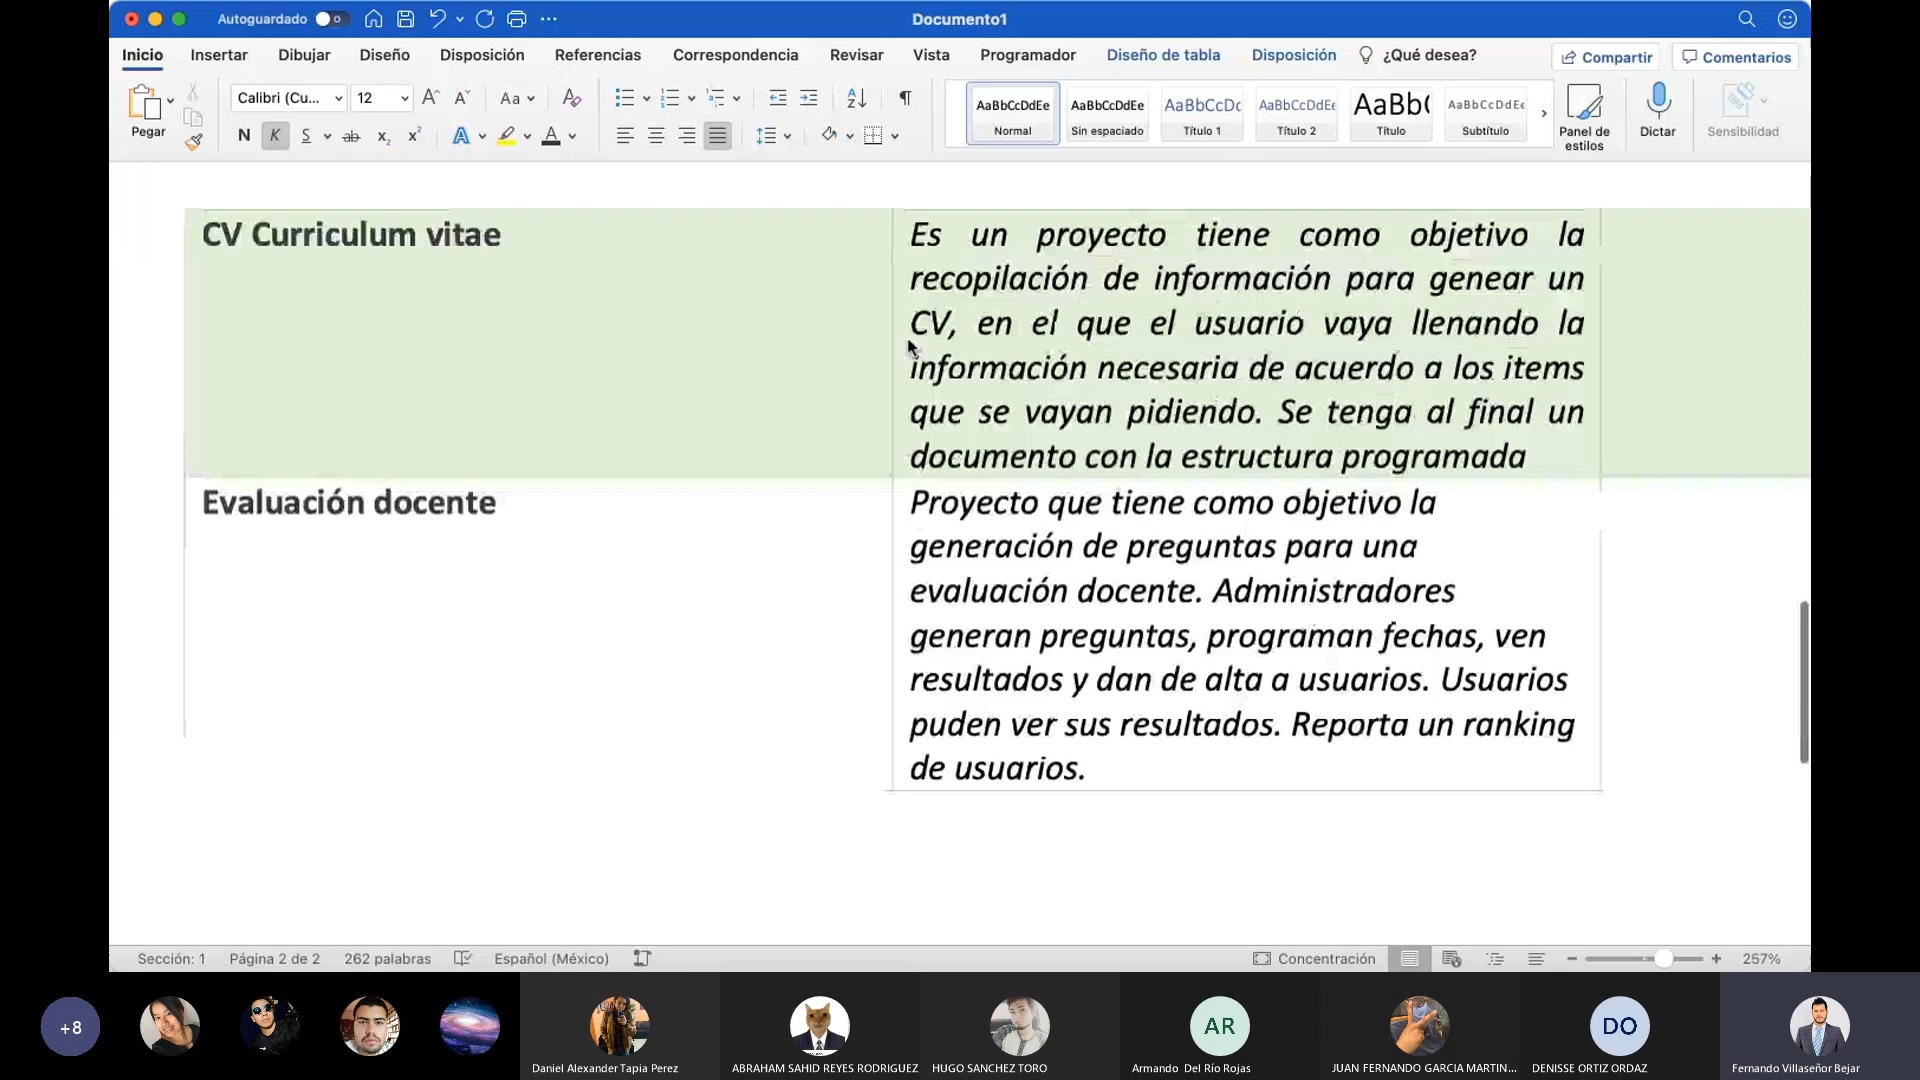 Autoguardado
Documento1
Inicio Insertar Dibujar Diseño Disposición Referencias Correspondencia Revisar Vista Programador Diseño de tabla Disposición ¿Qué desea? Compartir Comentarios
Pegar
Calibri (Cu... 12
Aa
N K S ab x₂ x²
A A
AaBbCcDdEe Normal
AaBbCcDdEe Sin espaciado
AaBbCcDc Título 1
AaBbCcDdEe Título 2
AaBb( Título
AaBbCcDdEe Subtítulo
Panel de estilos
Dictar
Sensibilidad
CV Curriculum vitae
Es un proyecto tiene como objetivo la
recopilación de información para genear un
CV, en el que el usuario vaya llenando la
información necesaria de acuerdo a los items
que se vayan pidiendo. Se tenga al final un
documento con la estructura programada
Evaluación docente
Proyecto que tiene como objetivo la
generación de preguntas para una
evaluación docente. Administradores
generan preguntas, programan fechas, ven
resultados y dan de alta a usuarios. Usuarios
puden ver sus resultados. Reporta un ranking
de usuarios.
Sección: 1 Página 2 de 2 262 palabras Español (México) Concentración 257%
+8
AR
DO
Daniel Alexander Tapia Perez
ABRAHAM SAHID REYES RODRIGUEZ
HUGO SANCHEZ TORO
Armando Del Río Rojas
JUAN FERNANDO GARCIA MARTIN...
DENISSE ORTIZ ORDAZ
Fernando Villaseñor Bejar